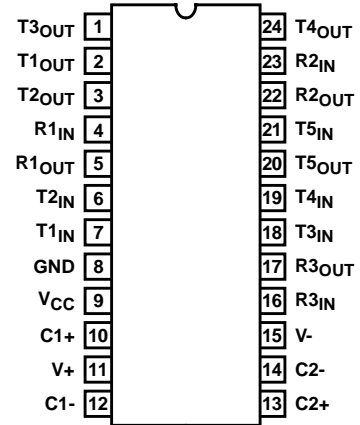 T3OUT 1 24 T4OUT
T1OUT 2 23 R2IN
T2OUT 3 22 R2OUT
R1IN 4 21 T5IN
R1OUT 5 20 T5OUT
T2IN 6 19 T4IN
T1IN 7 18 T3IN
GND 8 17 R3OUT
VCC 9 16 R3IN
C1+ 10 15 V-
V+ 11 14 C2-
C1- 12 13 C2+